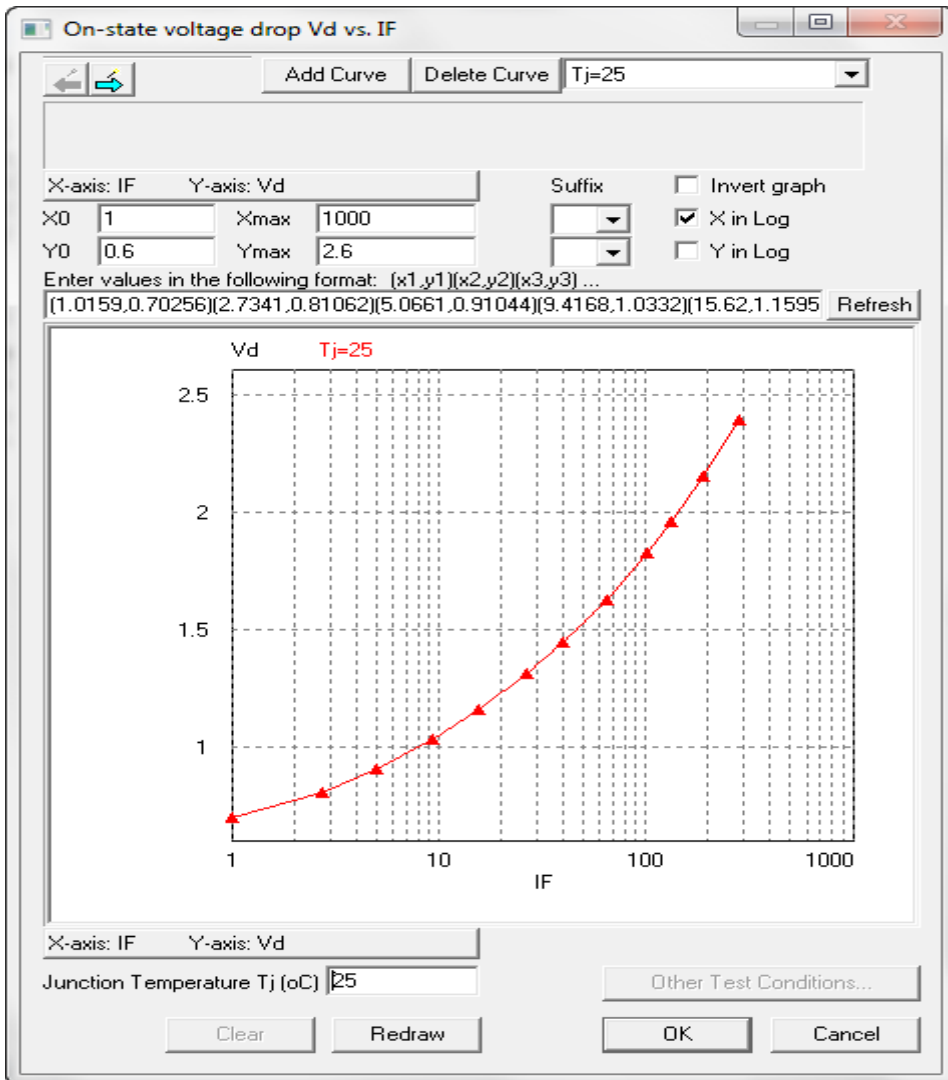 On-state voltage drop Vd vs. IF
Add Curve Delete Curve Tj=25
X-axis: IF Y-axis: Vd Suffix Invert graph
X0 1 Xmax 1000 X in Log
Y0 0.6 Ymax 2.6 Y in Log
Enter values in the following format: (x1,y1)(x2,y2)(x3,y3) ...
(1.0159,0.70256)(2.7341,0.81062)(5.0661,0.91044)(9.4168,1.0332)(15.62,1.1595 Refresh
Vd Tj=25
2.5
2
1.5
1
1 10 100 1000
IF
X-axis: IF Y-axis: Vd
Junction Temperature Tj (oC) 25 Other Test Conditions...
Clear Redraw OK Cancel